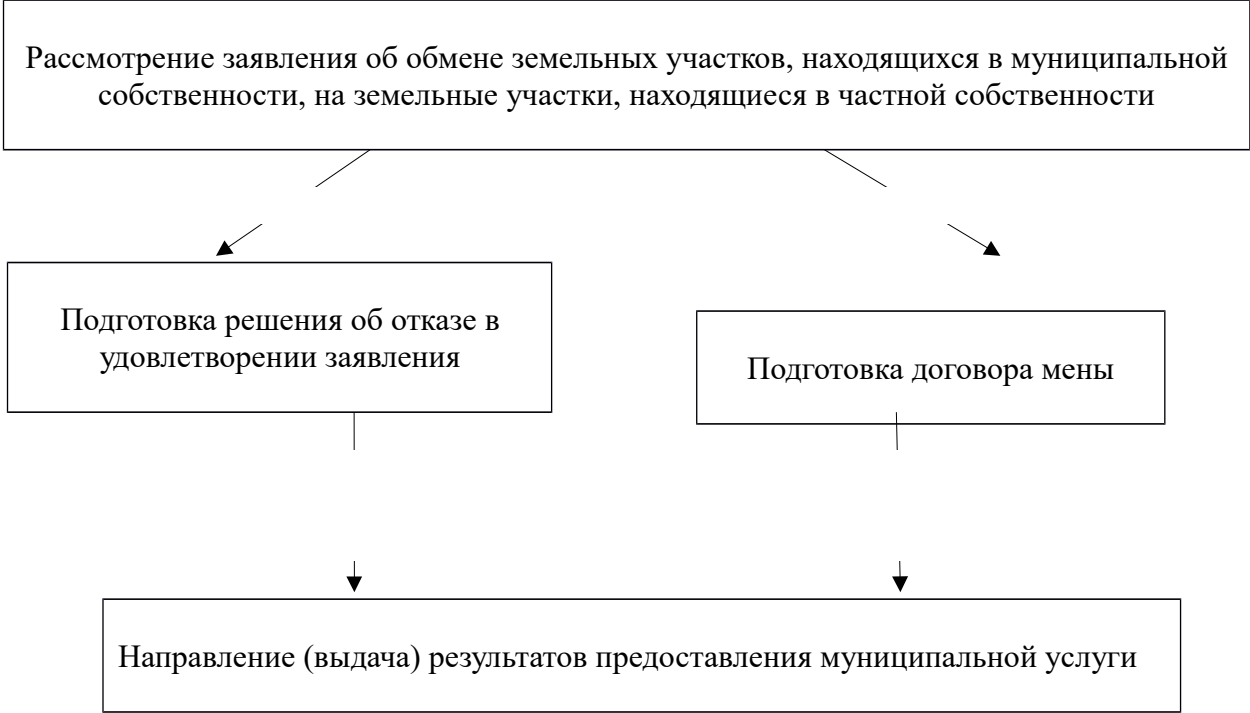 Рассмотрение заявления об обмене земельных участков, находящихся в муниципальной
собственности, на земельные участки, находящиеся в частной собственности
Подготовка решения об отказе в
удовлетворении заявления
Подготовка договора мены
Направление (выдача) результатов предоставления муниципальной услуги